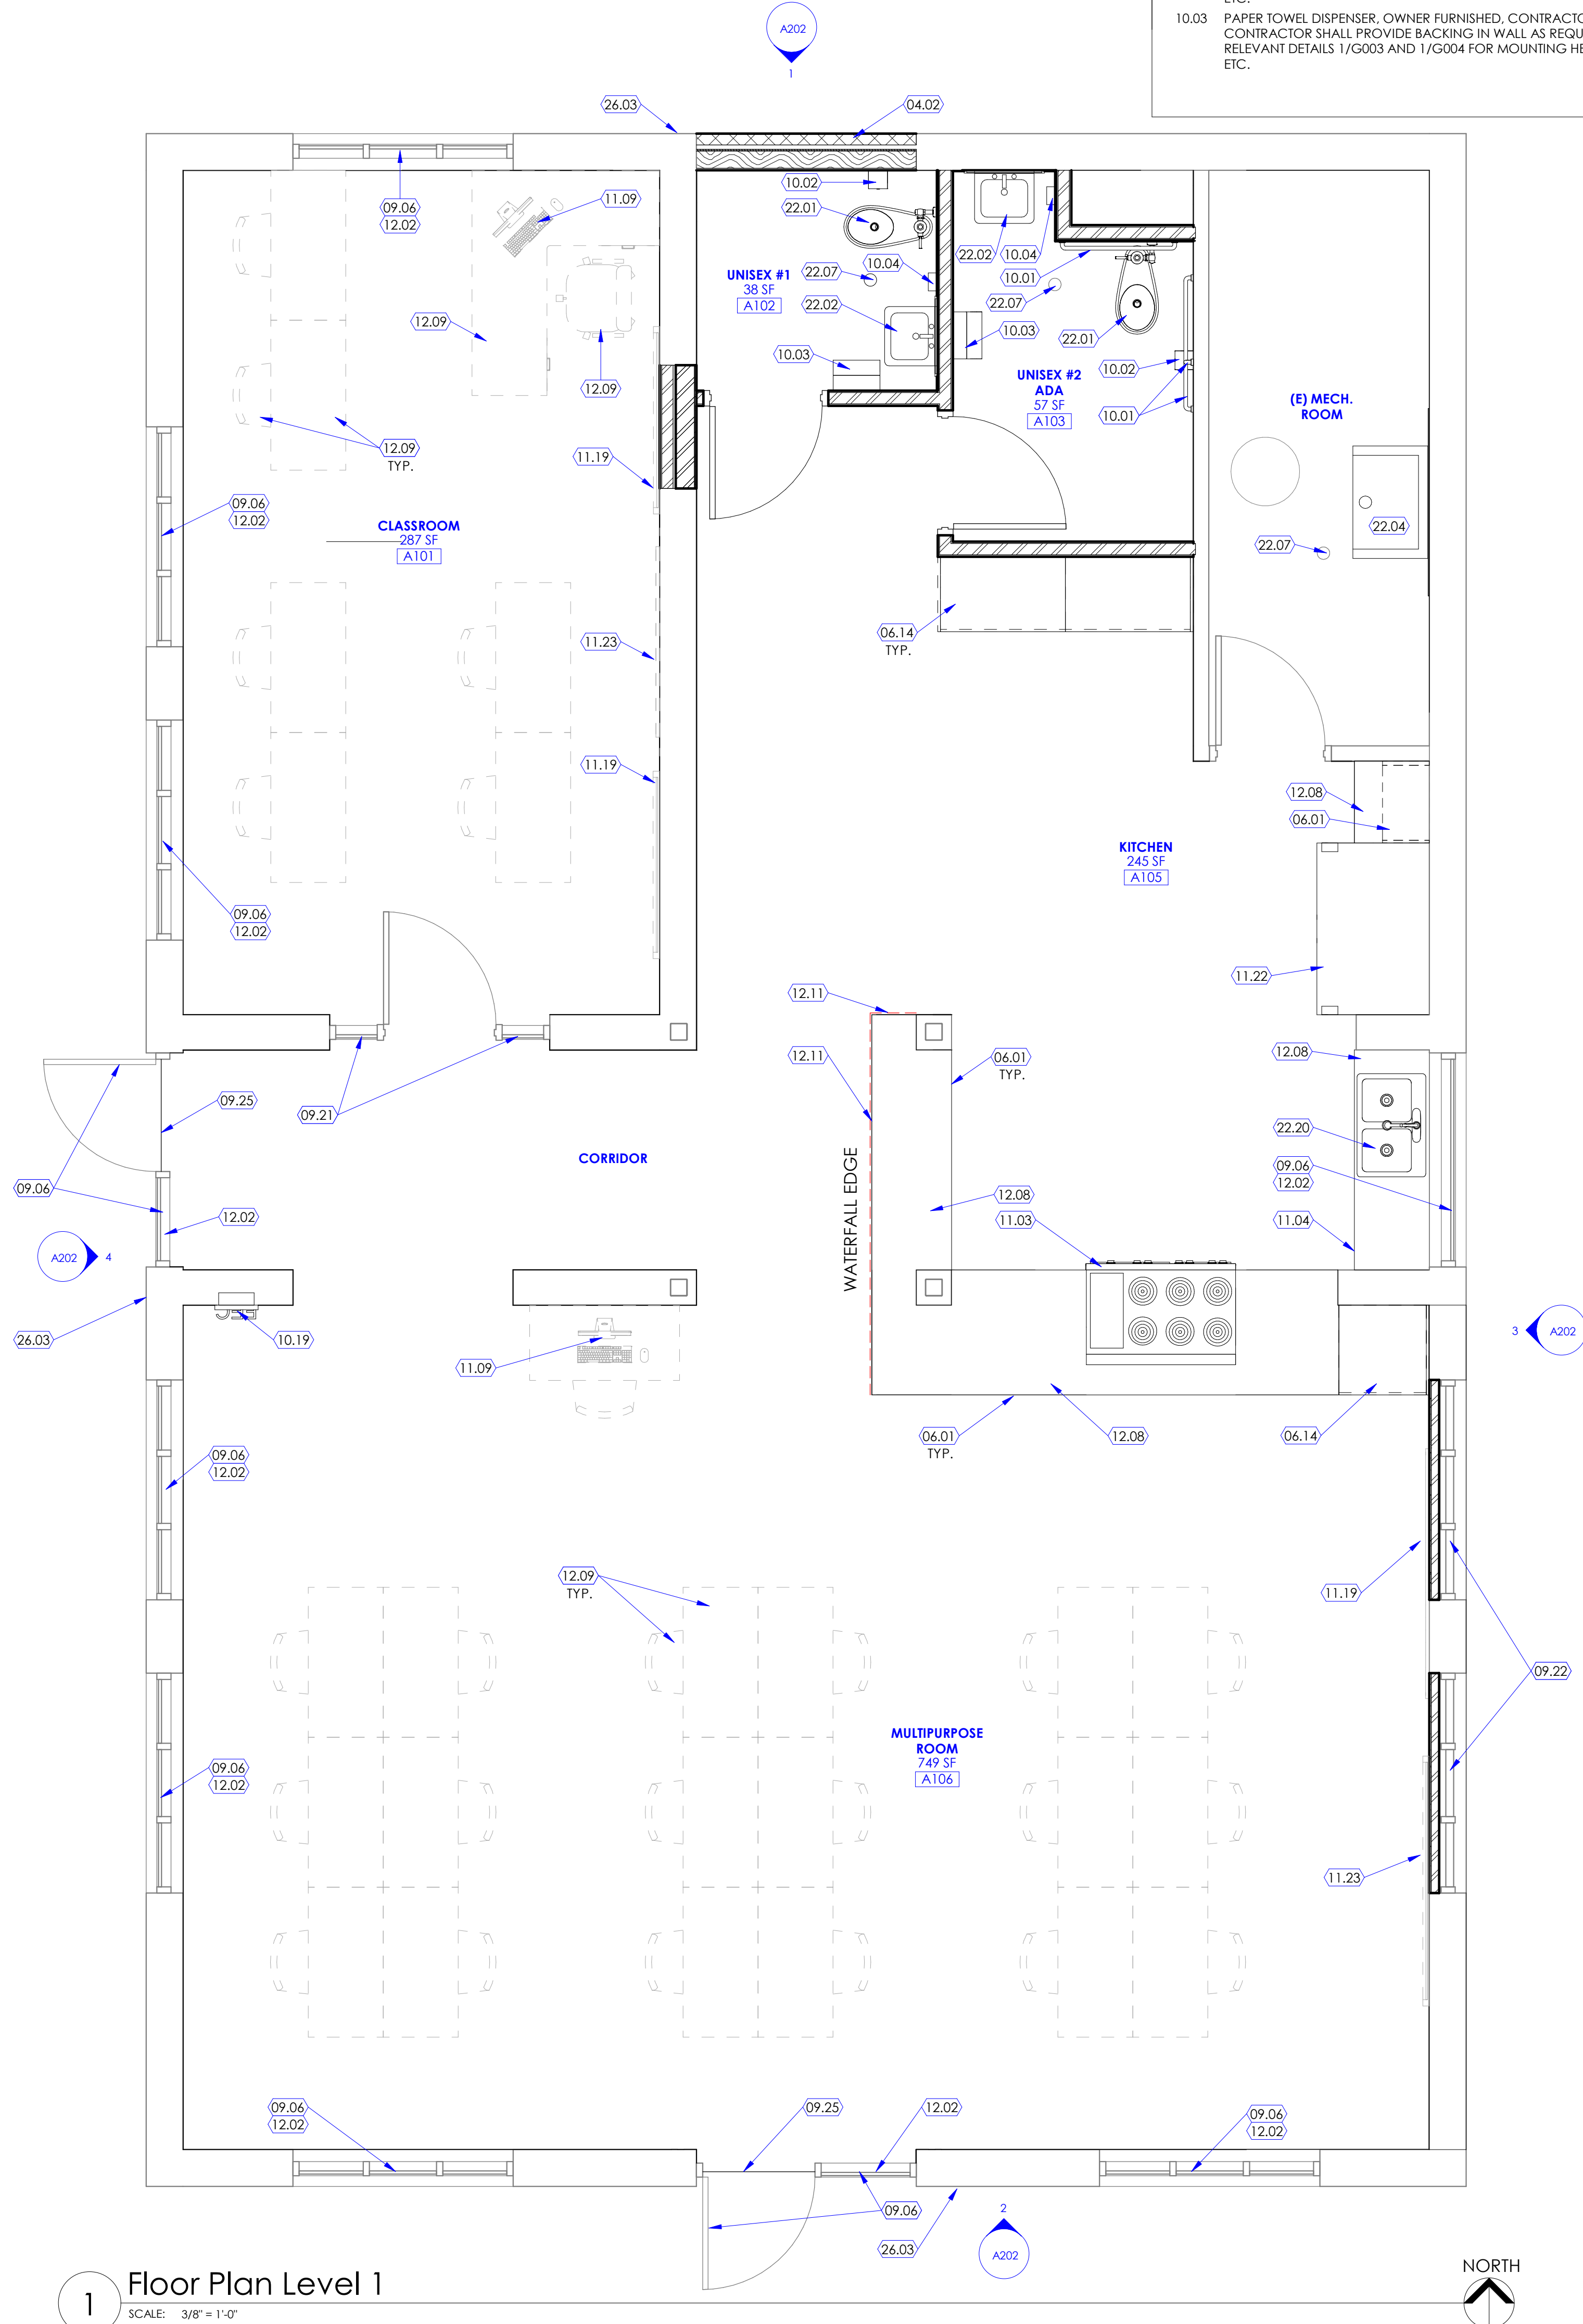 ETC.
10.03 PAPER TOWEL DISPENSER, OWNER FURNISHED,
CONTRACTOR SHALL PROVIDE BACKING IN WALL AS
RELEVANT DETAILS 1/G003 AND 1/G004 FOR MOUNTING
ETC.
A202
1
26.03
04.02
09.06
12.02
11.09
10.02
22.01
22.02
10.04
10.04
10.01
UNISEX #1
38 SF
A102
22.07
22.02
22.07
12.09
10.03
22.01
10.03
12.09
UNISEX #2
ADA
57 SF
A103
10.02
10.01
(E) MECH.
ROOM
12.09
TYP.
11.19
09.06
12.02
CLASSROOM
287 SF
A101
22.04
22.07
06.14
TYP.
11.23
11.19
12.08
06.01
KITCHEN
245 SF
A105
09.06
12.02
11.22
12.11
12.11
06.01
TYP.
12.08
09.25
09.21
22.20
CORRIDOR
WATERFALL EDGE
09.06
12.02
09.06
12.02
12.08
11.03
11.04
A202
4
26.03
10.19
11.09
3
A202
06.01
TYP.
12.08
06.14
09.06
12.02
12.09
TYP.
11.19
09.22
MULTIPURPOSE
ROOM
749 SF
A106
09.06
12.02
11.23
09.06
12.02
09.25
12.02
09.06
12.02
09.06
26.03
2
A202
NORTH
1
Floor Plan Level 1
SCALE: 3/8" = 1'-0"